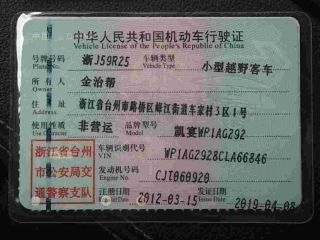 中华人民共和国机动车行驶证
Vehicle License of the People's Republic of China
号牌号码 浙J59R25 车辆类型 小型越野客车
Plate No. Vehicle Type
所有人 金治帮
Owner
住址 浙江省台州市路桥区峰江街道车家村3区1号
Address
使用性质 非营运 品牌型号 凯宴WP1AG292
Use Character Model
浙江省台州市公安局交通警察支队
车辆识别代号 WP1AG2928CLA66846
VIN
发动机号码 CJT060920
Engine No.
注册日期 2012-03-15 发证日期 2019-04-08